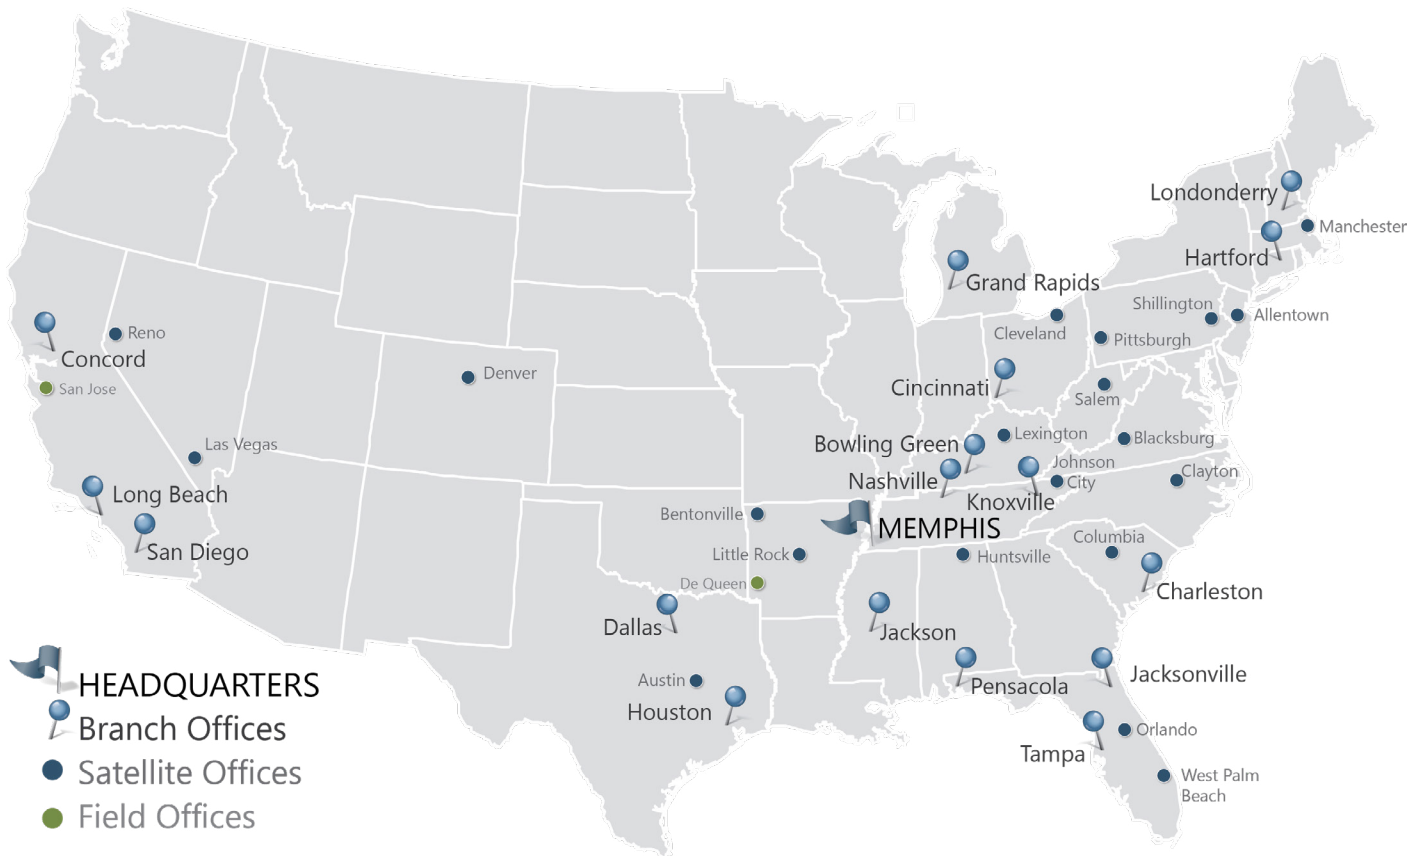 Londonderry
Manchester
Hartford
Grand Rapids
Shillington
Allentown
Cleveland
Pittsburgh
Reno
Concord
San Jose
Denver
Cincinnati
Salem
Las Vegas
Bowling Green
Lexington
Blacksburg
Nashville
Johnson
City
Clayton
Knoxville
Long Beach
San Diego
Bentonville
MEMPHIS
Little Rock
Huntsville
Columbia
De Queen
Charleston
Dallas
Jackson
Jacksonville
Pensacola
Austin
Houston
Orlando
Tampa
West Palm
Beach
HEADQUARTERS
Branch Offices
Satellite Offices
Field Offices